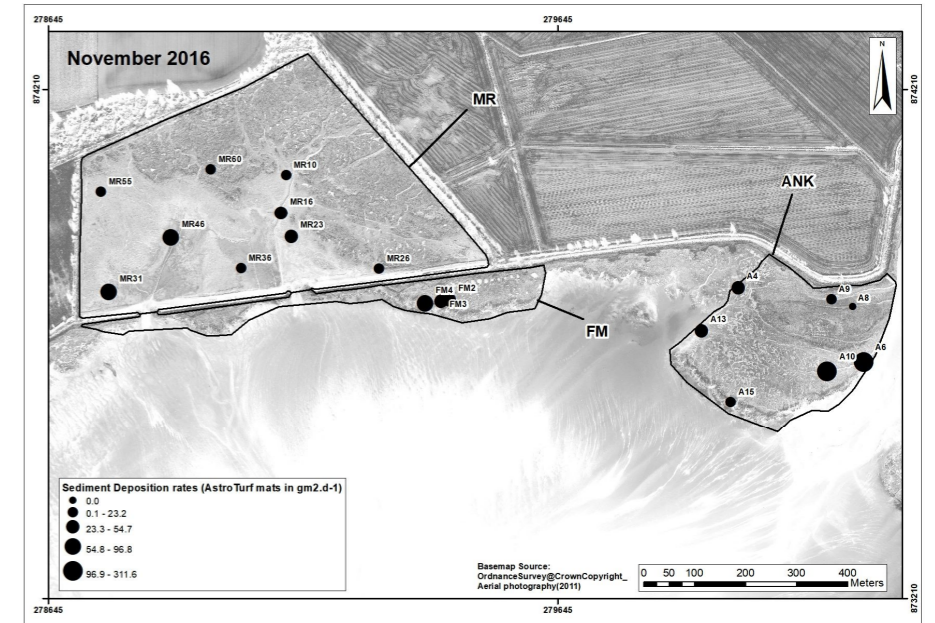 278645
279645
November 2016
N
874210
874210
MR
MR60
MR10
MR55
ANK
MR16
MR46
MR23
MR36
MR26
A4
A9
A8
MR31
FM4
FM2
FM3
A13
FM
A6
A10
A15
Sediment Deposition rates (AstroTurf mats in gm2.d-1)
0.0
0.1 - 23.2
23.3 - 54.7
54.8 - 96.8
96.9 - 311.6
Basemap Source:
OrdnanceSurvey@CrownCopyright_
Aerial photography(2011)
0 50 100 200 300 400
Meters
873210
278645
279645